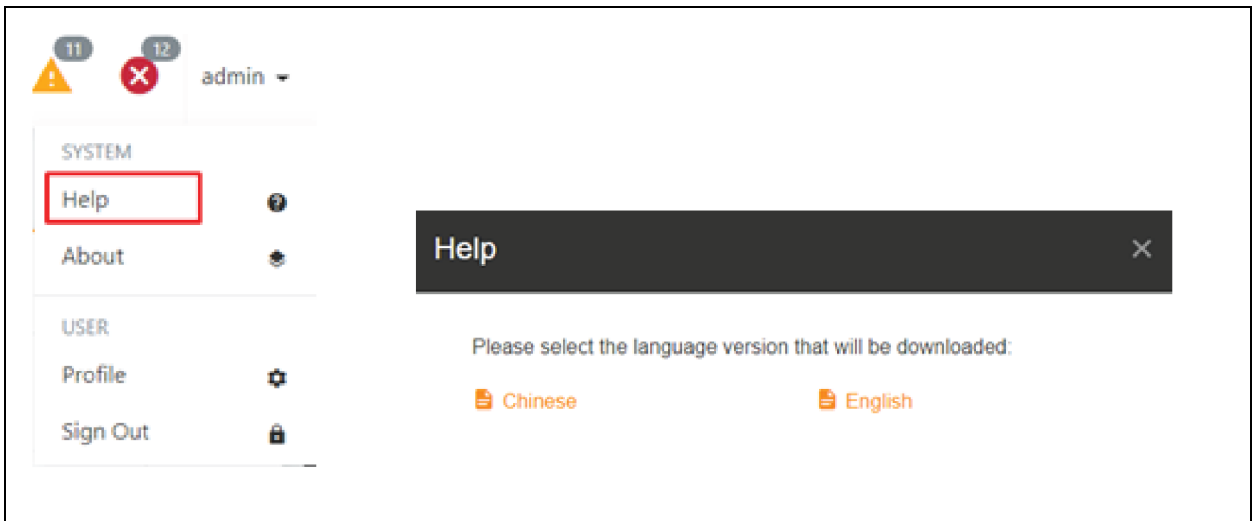 11
12
admin
SYSTEM
Help
About
USER
Profile
Sign Out
Help
Please select the language version that will be downloaded:
Chinese
English